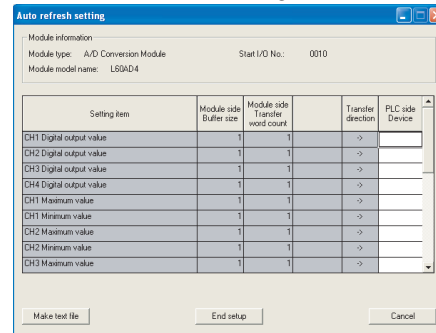 Auto refresh setting
Module information
Module type: A/D Conversion Module Start I/O No.: 0010
Module model name: L60AD4
Setting item Module side Buffer size Module side Transfer word count Transfer direction PLC side Device
CH1 Digital output value 1 1 ->
CH2 Digital output value 1 1 ->
CH3 Digital output value 1 1 ->
CH4 Digital output value 1 1 ->
CH1 Maximum value 1 1 ->
CH1 Minimum value 1 1 ->
CH2 Maximum value 1 1 ->
CH2 Minimum value 1 1 ->
CH3 Maximum value 1 1 ->
Make text file End setup Cancel